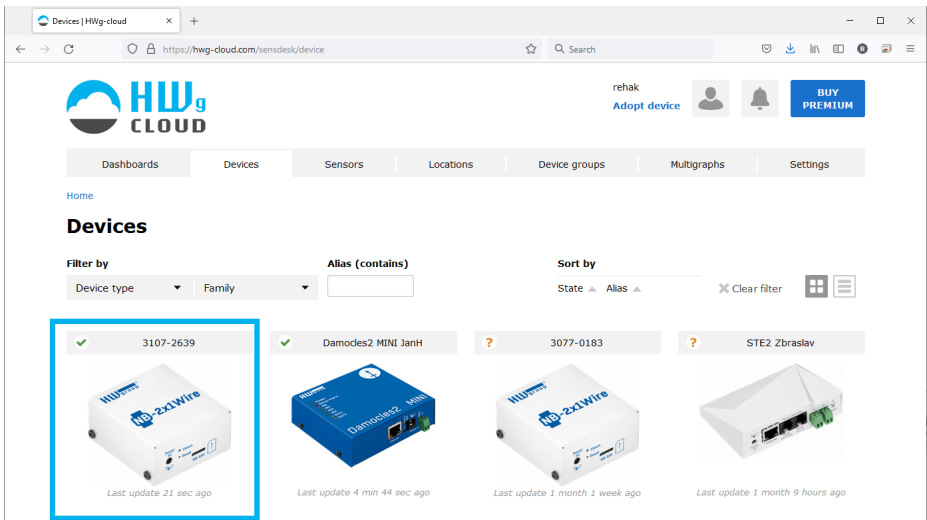 Devices | HWg-cloud
https://hwg-cloud.com/sensdesk/device
Search
R
HWg
CLOUD
rehak
Adopt device
BUY
PREMIUM
Dashboards
Devices
Sensors
Locations
Device groups
Multigraphs
Settings
Home
Devices
Filter by
Alias (contains)
Sort by
Device type
Family
State
Alias
Clear filter
3107-2639
Damocles2 MINI JanH
3077-0183
STE2 Zbraslav
HWgroup
NB-2x1Wire
HWgroup
Damocles2 MINI
HWgroup
NB-2x1Wire
Last update 21 sec ago
Last update 4 min 44 sec ago
Last update 1 month 1 week ago
Last update 1 month 9 hours ago